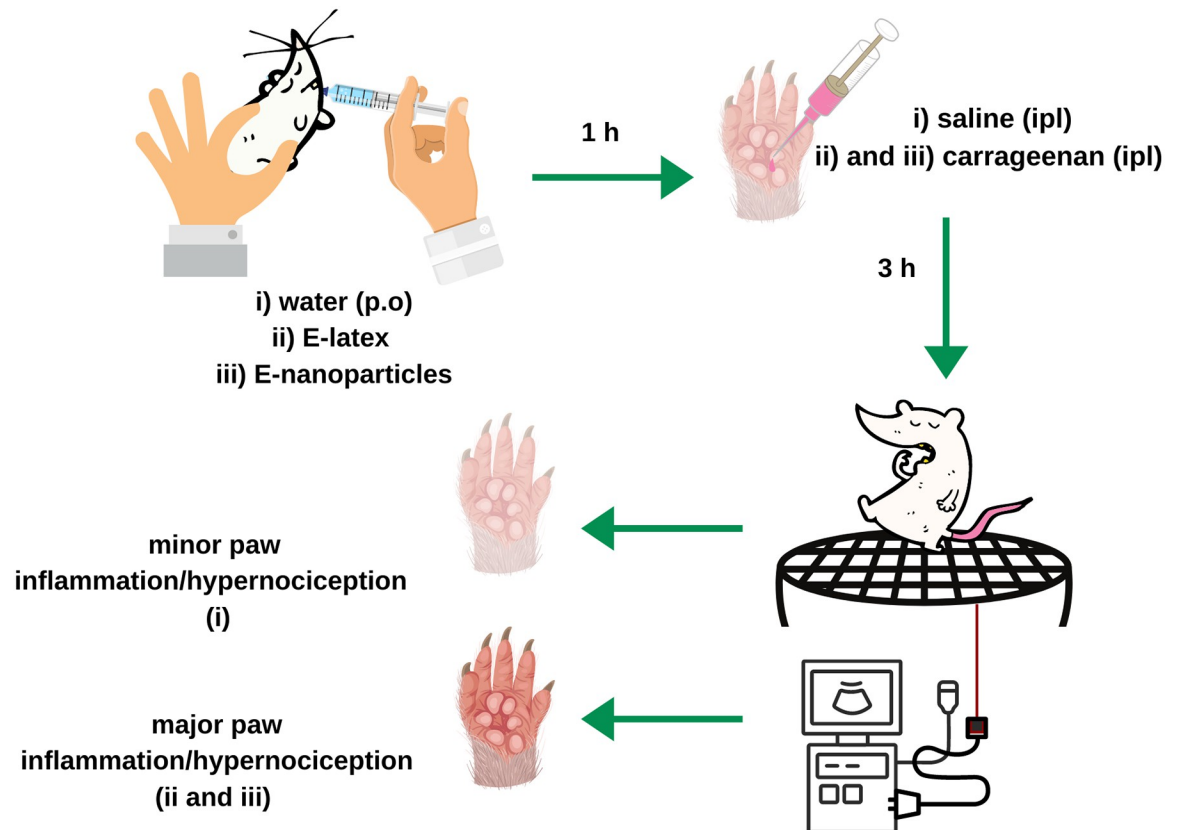 1 h
i) saline (ipl)
ii) and iii) carrageenan (ipl)
3 h
i) water (p.o)
ii) E-latex
iii) E-nanoparticles
minor paw
inflammation/hypernociception
(i)
major paw
inflammation/hypernociception
(ii and iii)